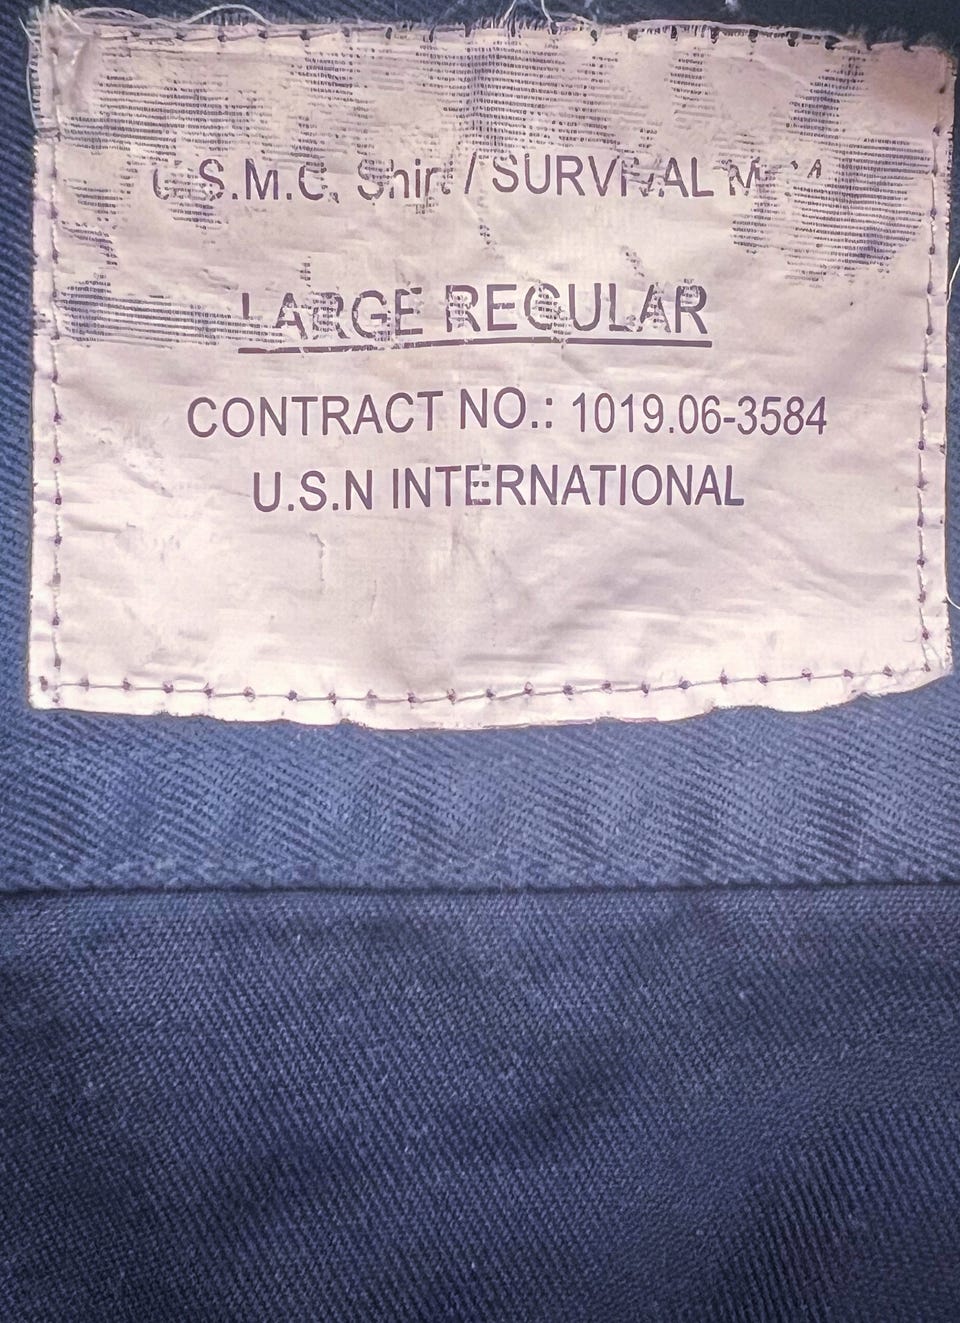 U.S.M.C. Shirt / SURVIVAL
LARGE REGULAR
CONTRACT NO.: 1019.06-3584
U.S.N INTERNATIONAL